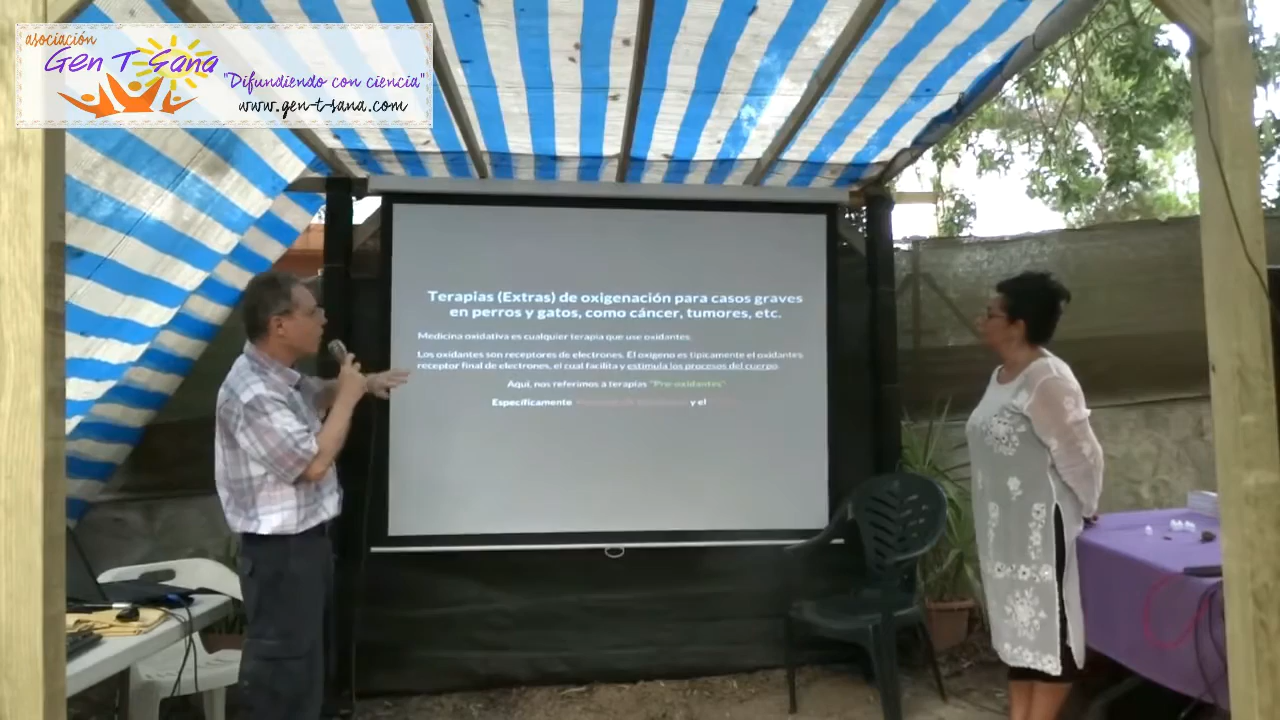 asociación
Gen T Sana
"Difundiendo con ciencia"
www.gen-t-sana.com
Terapias (Extras) de oxigenación para casos graves
en perros y gatos, como cáncer, tumores, etc.
Medicina oxidativa es cualquier terapia que use oxidantes.
Los oxidantes son receptores de electrones. El oxígeno es típicamente el oxidante
receptor final de electrones, el cual facilita y estimula los procesos del cuerpo.
Aquí, nos referimos a terapias "Pro-oxidantes"
Específicamente y el